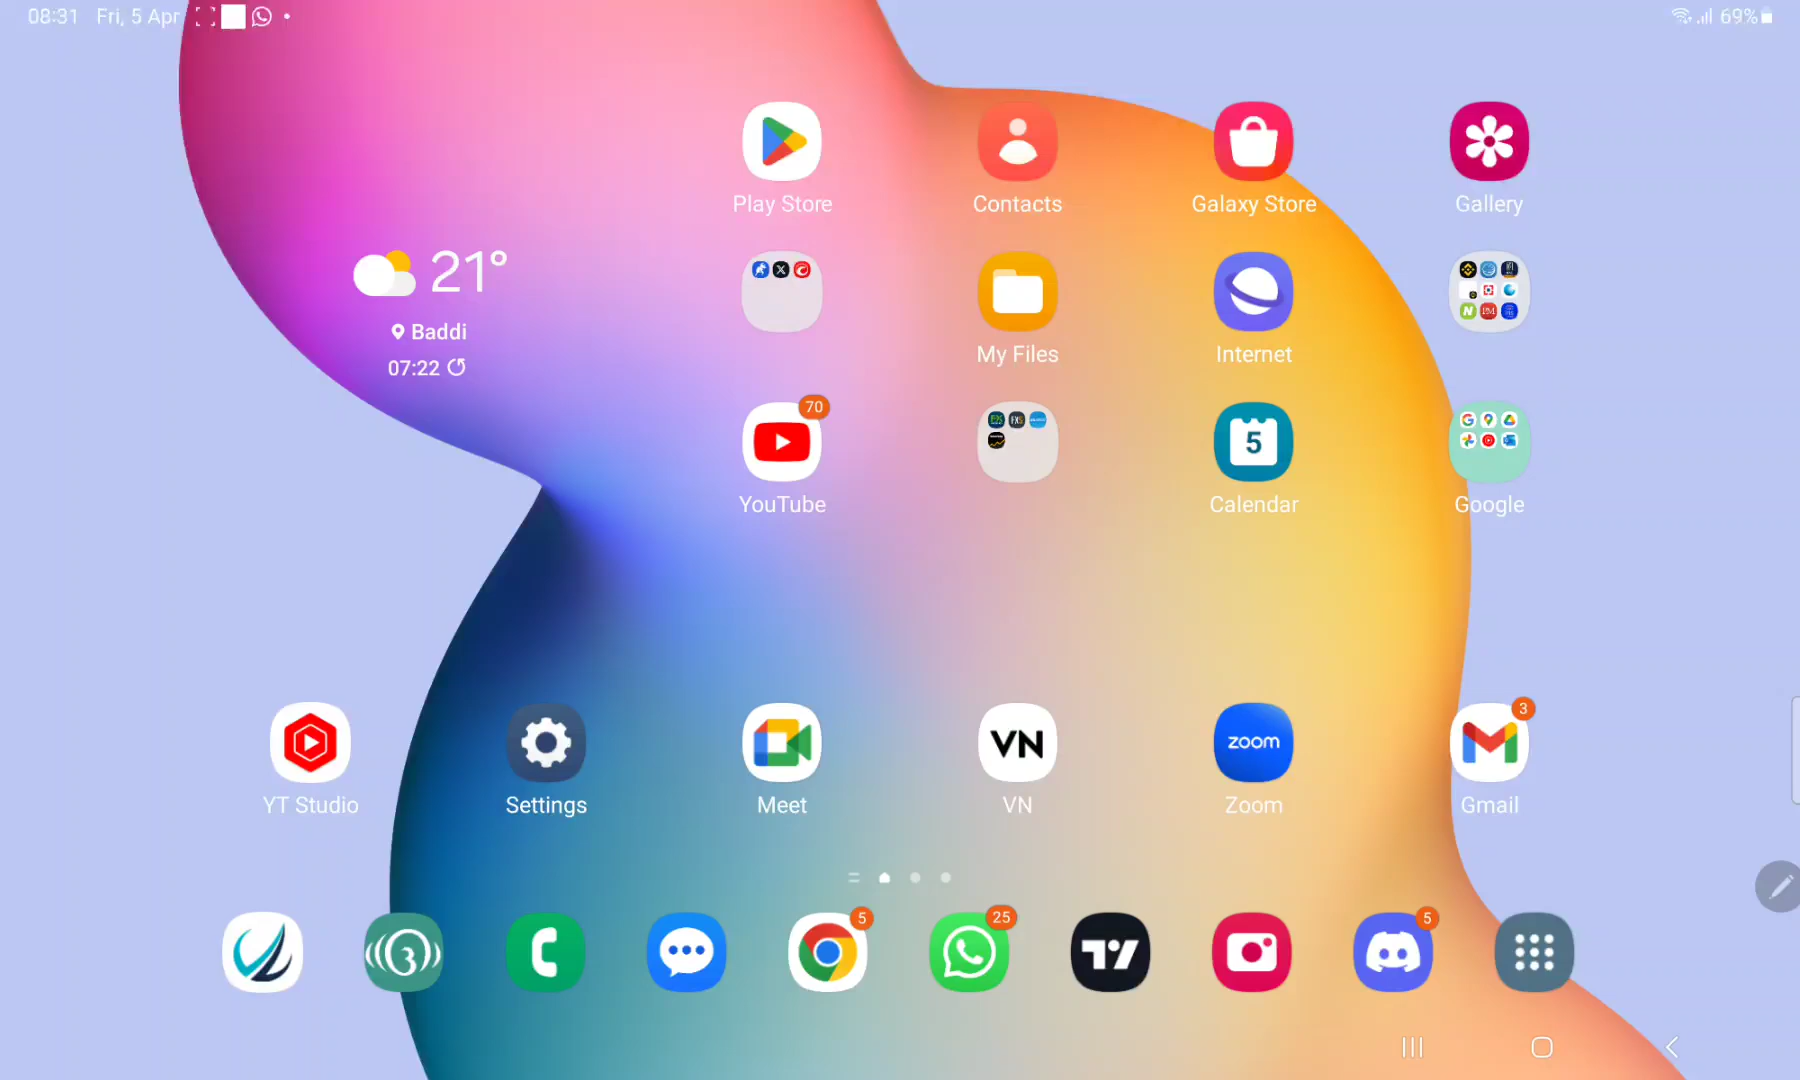 08:31 Fri, 5 Apr
69%
Play Store
Contacts
Galaxy Store
Gallery
21°
Baddi
07:22
My Files
Internet
70
5
YouTube
Calendar
Google
3
VN
zoom
YT Studio
Settings
Meet
VN
Zoom
Gmail
3
5
25
5